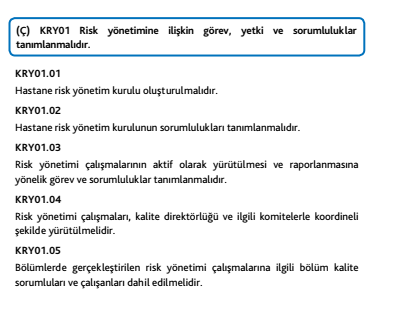 (Ç) KRY01 Risk yönetimine ilişkin görev, yetki ve sorumluluklar
tanımlanmalıdır.
KRY01.01
Hastane risk yönetim kurulu oluşturulmalıdır.
KRY01.02
Hastane risk yönetim kurulunun sorumlulukları tanımlanmalıdır.
KRY01.03
Risk yönetimi çalışmalarının aktif olarak yürütülmesi ve raporlanmasına
yönelik görev ve sorumluluklar tanımlanmalıdır.
KRY01.04
Risk yönetimi çalışmaları, kalite direktörlüğü ve ilgili komitelerle koordineli
şekilde yürütülmelidir.
KRY01.05
Bölümlerde gerçekleştirilen risk yönetimi çalışmalarına ilgili bölüm kalite
sorumluları ve çalışanları dahil edilmelidir.